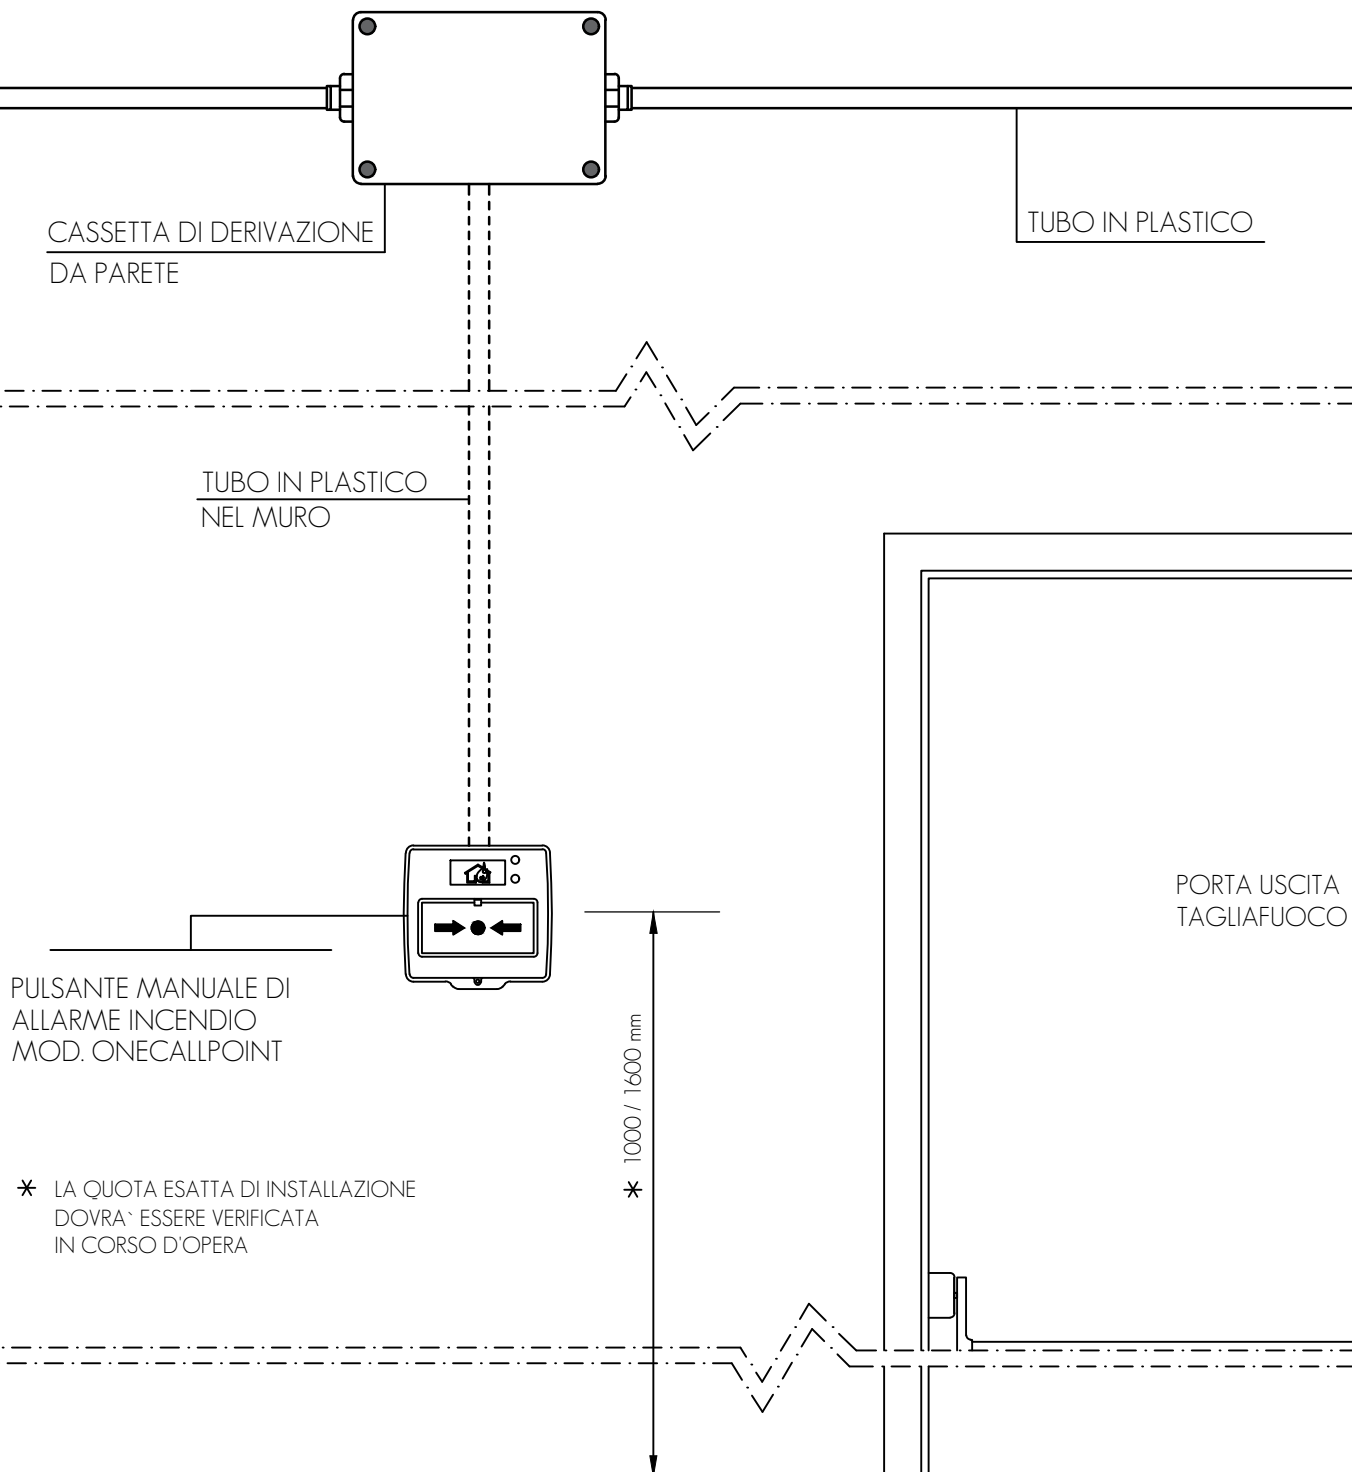 CASSETTA DI DERIVAZIONE
DA PARETE
TUBO IN PLASTICO
TUBO IN PLASTICO
NEL MURO
PORTA USCITA
TAGLIAFUOCO
PULSANTE MANUALE DI
ALLARME INCENDIO
MOD. ONECALLPOINT
* 1000 / 1600 mm
* LA QUOTA ESATTA DI INSTALLAZIONE
DOVRA` ESSERE VERIFICATA
IN CORSO D'OPERA